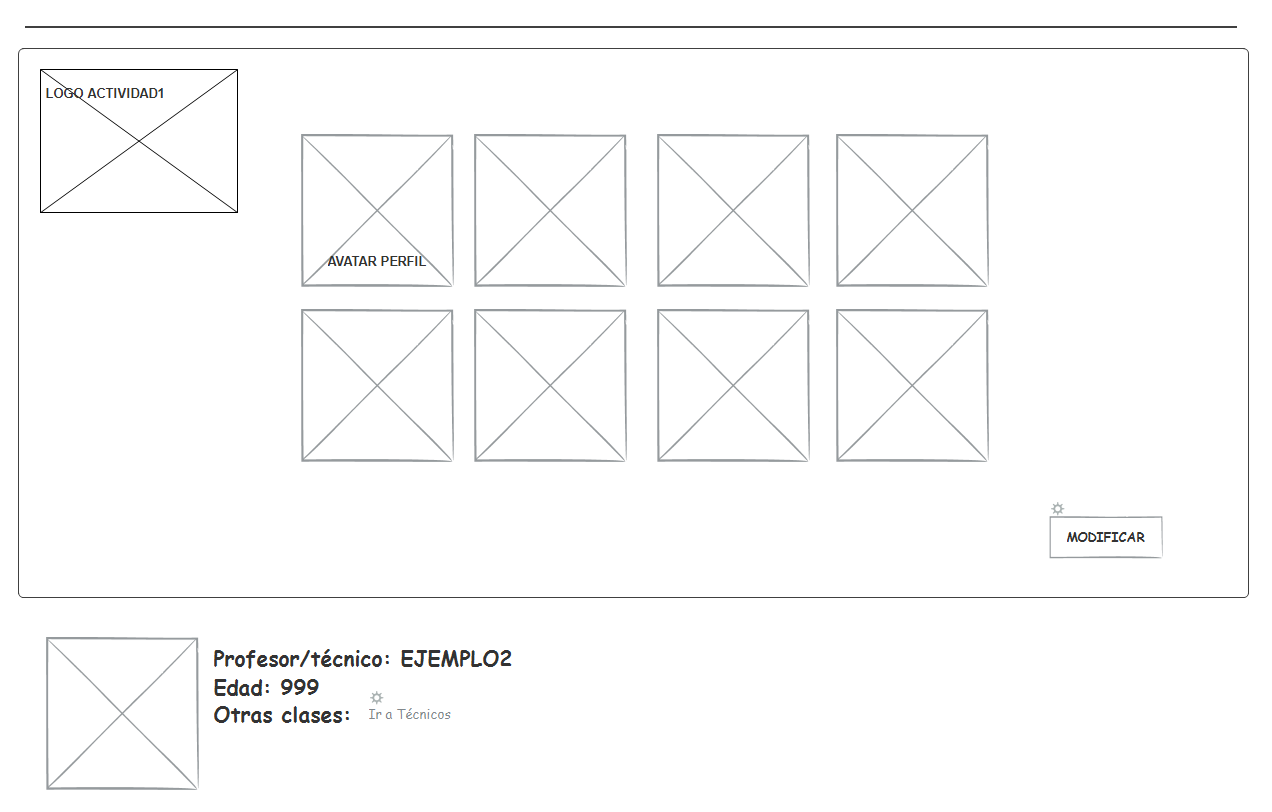 LOGO ACTIVIDAD1
AVATAR PERFIL
MODIFICAR
Profesor/técnico: EJEMPLO2
Edad: 999
Otras clases: Ir a Técnicos